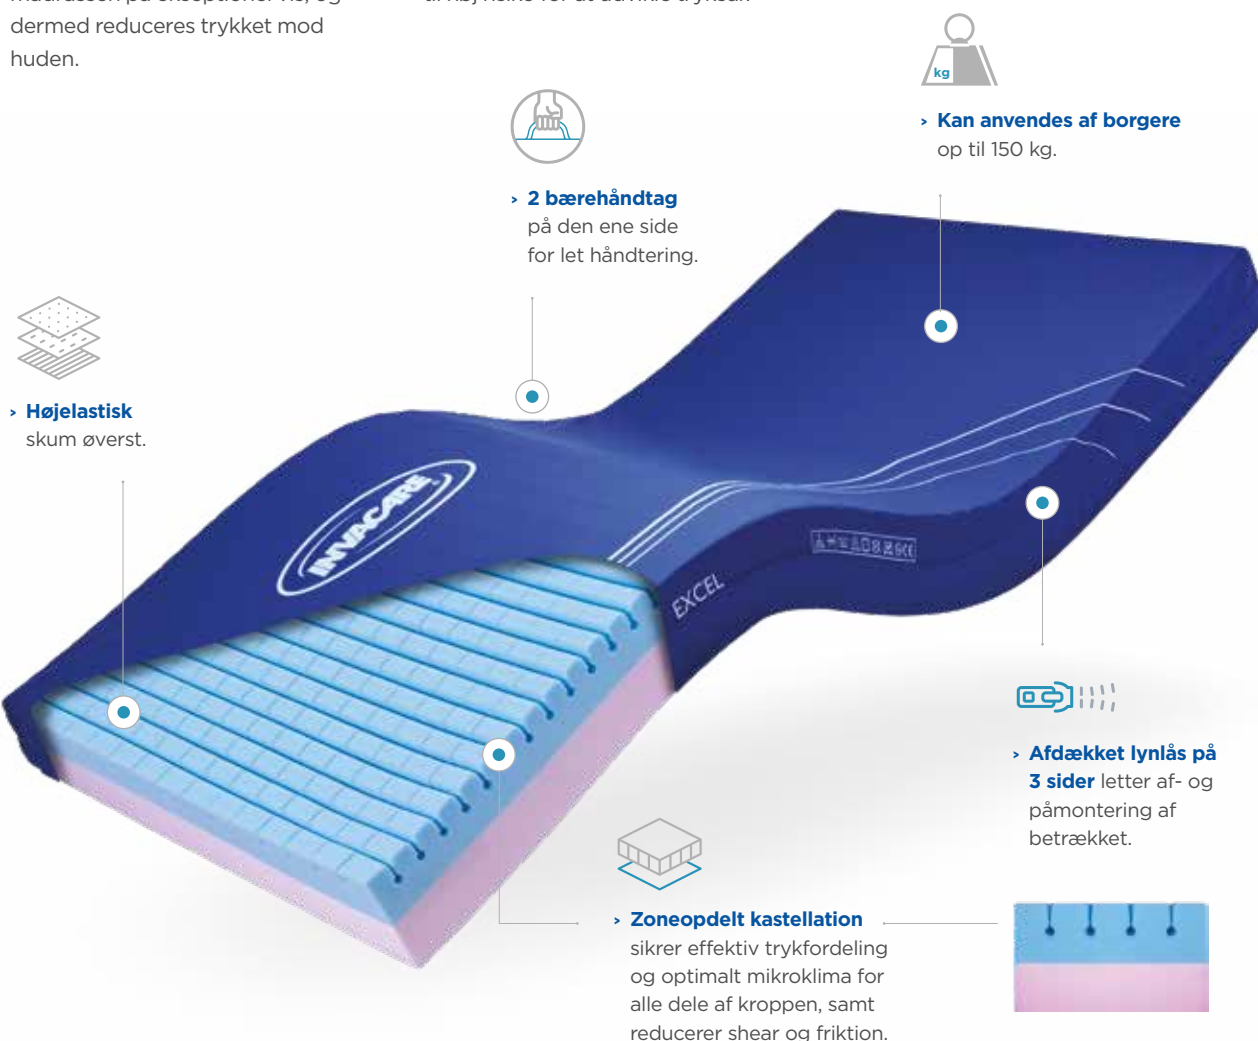 dermed reduceres trykket mod
huden.
kg
> Kan anvendes af borgere
op til 150 kg.
> 2 bærehåndtag
på den ene side
for let håndtering.
> Højelastisk
skum øverst.
INVACARE
EXCEL
> Afdækket lynlås på
3 sider letter af- og
påmontering af
betrækket.
> Zoneopdelt kastellation
sikrer effektiv trykfordeling
og optimalt mikroklima for
alle dele af kroppen, samt
reducerer shear og friktion.